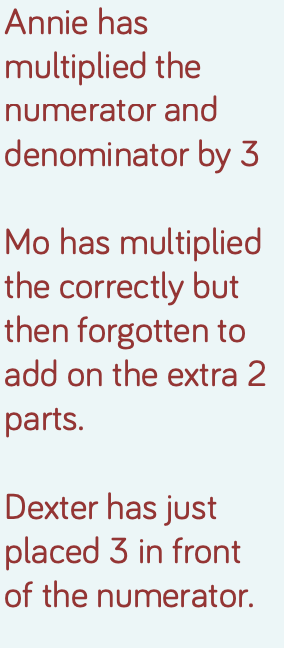 Annie has
multiplied the
numerator and
denominator by 3
Mo has multiplied
the correctly but
then forgotten to
add on the extra 2
parts.
Dexter has just
placed 3 in front
of the numerator.